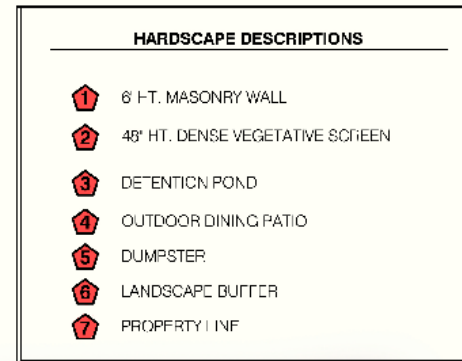 HARDSCAPE DESCRIPTIONS
1 6' HT. MASONRY WALL
2 48" HT. DENSE VEGETATIVE SCREEN
3 DETENTION POND
4 OUTDOOR DINING PATIO
5 DUMPSTER
6 LANDSCAPE BUFFER
7 PROPERTY LINE